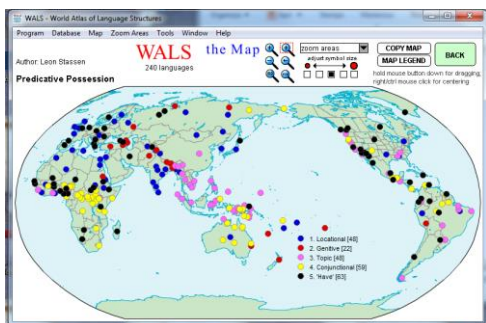 WALS - World Atlas of Language Structures
Program Database Map Zoom Areas Tools Window Help
WALS the Map
240 languages
zoom areas
adjust symbol size
COPY MAP
MAP LEGEND
BACK
hold mouse button down for dragging,
right/ctrl mouse click for centering
Author: Leon Stassen
Predicative Possession
1. Locational [48]
2. Genitive [22]
3. Topic [48]
4. Conjunctional [59]
5. 'Have' [63]